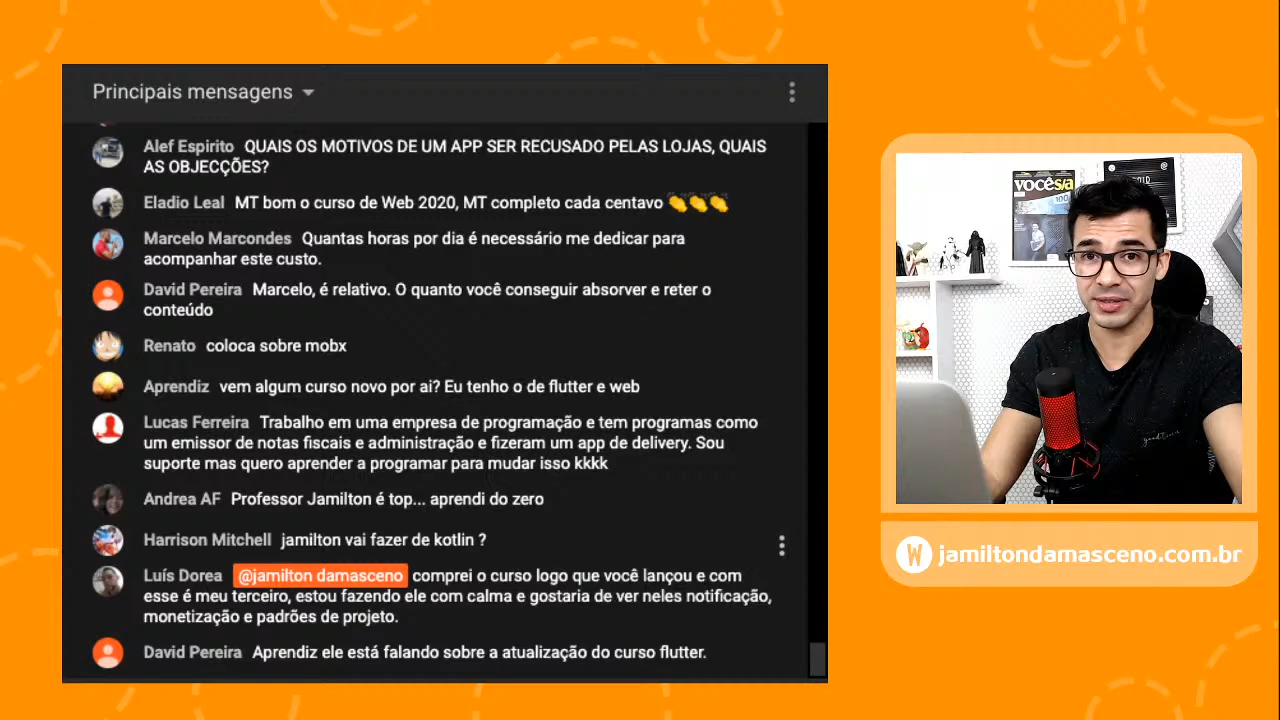 Principais mensagens
Alef Espirito QUAIS OS MOTIVOS DE UM APP SER RECUSADO PELAS LOJAS, QUAIS
AS OBJECÇÕES?
Eladio Leal MT bom o curso de Web 2020, MT completo cada centavo 👏👏👏
Marcelo Marcondes Quantas horas por dia é necessário me dedicar para
acompanhar este custo.
David Pereira Marcelo, é relativo. O quanto você conseguir absorver e reter o
conteúdo
Renato coloca sobre mobx
Aprendiz vem algum curso novo por ai? Eu tenho o de flutter e web
Lucas Ferreira Trabalho em uma empresa de programação e tem programas como
um emissor de notas fiscais e administração e fizeram um app de delivery. Sou
suporte mas quero aprender a programar para mudar isso kkkk
Andrea AF Professor Jamilton é top... aprendi do zero
Harrison Mitchell jamilton vai fazer de kotlin ?
Luís Dorea @jamilton damasceno comprei o curso logo que você lançou e com
esse é meu terceiro, estou fazendo ele com calma e gostaria de ver neles notificação,
monetização e padrões de projeto.
David Pereira Aprendiz ele está falando sobre a atualização do curso flutter.
VOCÊ s/a
W jamiltondamasceno.com.br